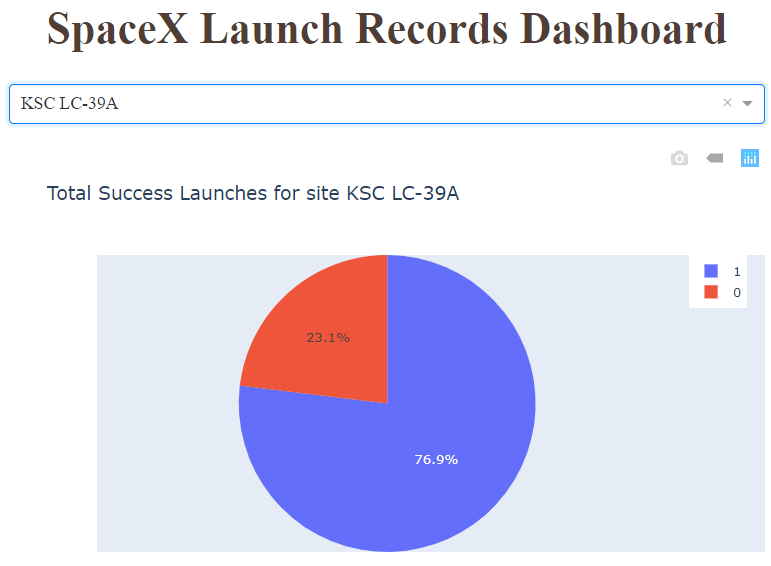 SpaceX Launch Records Dashboard
KSC LC-39A
×
Total Success Launches for site KSC LC-39A
1
0
23.1%
76.9%